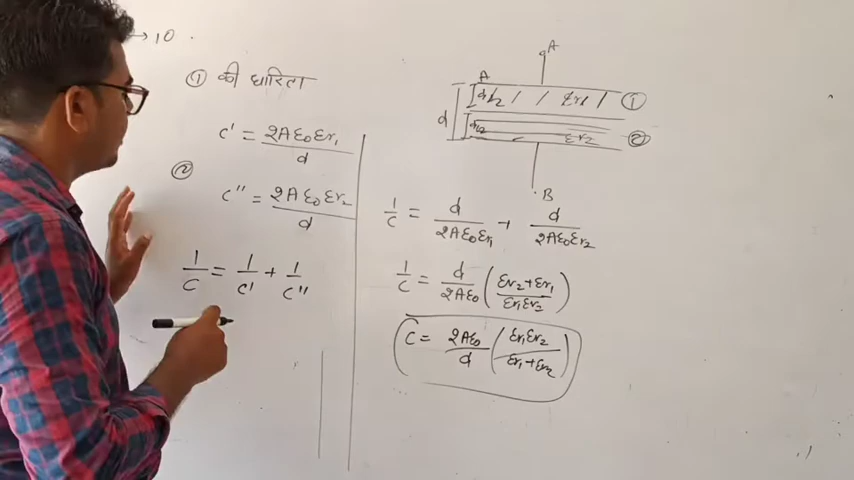 → 10
① की धारिता
C' = 2Aε₀εr₁ / d
②
C'' = 2Aε₀εr₂ / d
1/C = 1/C' + 1/C''
A
A
d/2 εr₁ ①
d
d/2 εr₂ ②
B
1/C = d / 2Aε₀εr₁ + d / 2Aε₀εr₂
1/C = d / 2Aε₀ (εr₂+εr₁ / εr₁εr₂)
C = 2Aε₀ / d (εr₁εr₂ / εr₁+εr₂)